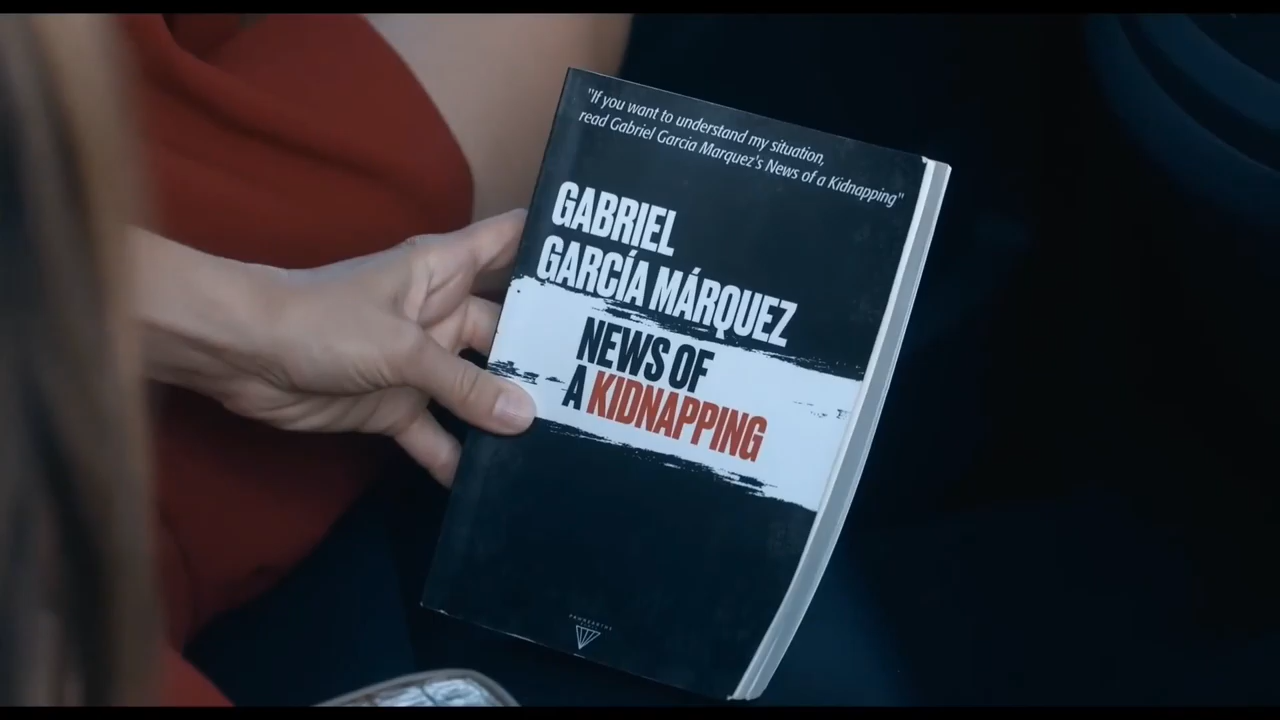 "If you want to understand my situation,
read Gabriel Garcia Marquez's News of a Kidnapping"
GABRIEL
GARCÍA MÁRQUEZ
NEWS OF
A KIDNAPPING